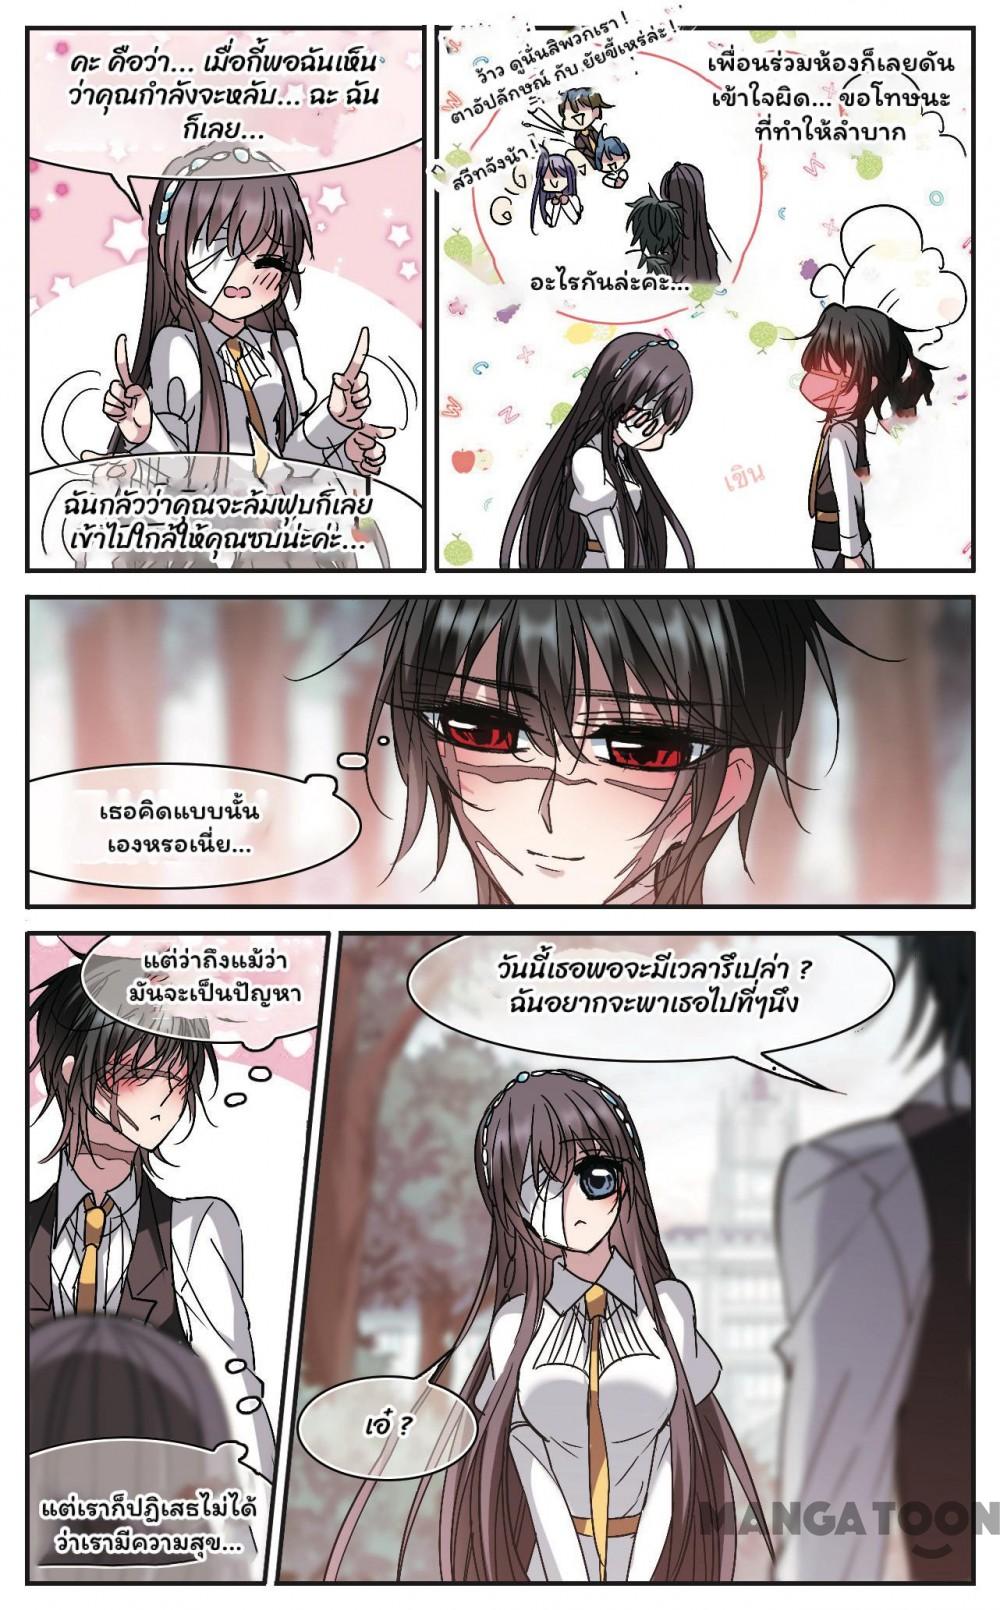 คะ คือว่า... เมื่อกี้พอฉันเห็น
ว่าคุณกำลังจะหลับ... ฉะ ฉัน
ก็เลย...
ฉันกลัวว่าคุณจะล้มฟุบก็เลย
เข้าไปใกล้ให้คุณซบน่ะค่ะ...
ว้าว ดูนั่นสิพวกเรา !
ตาอัปลักษณ์ กับ ยัยขี้เหร่ล่ะ !
สวีทจังน้า !
เพื่อนร่วมห้องก็เลยดัน
เข้าใจผิด... ขอโทษนะ
ที่ทำให้ลำบาก
อะไรกันล่ะคะ...
เขิน
เธอคิดแบบนั้น
เองหรอเนี่ย...
แต่ว่าถึงแม้ว่า
มันจะเป็นปัญหา
แต่เราก็ปฏิเสธไม่ได้
ว่าเรามีความสุข...
วันนี้เธอพอจะมีเวลารึเปล่า ?
ฉันอยากจะพาเธอไปที่ๆนึง
เอ๋ ?
MANGATOON